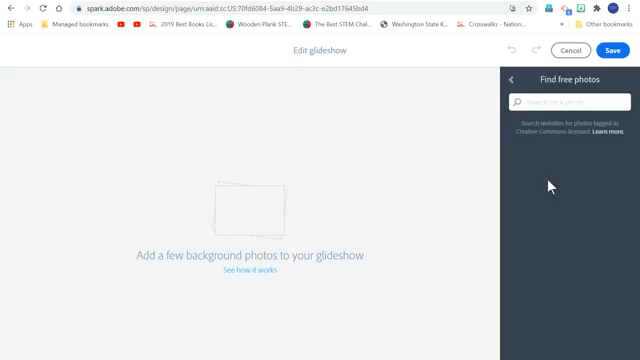 spark.adobe.com/sp/design/page/urn:aaid:sc:US:70fd6084-5aa9-4b29-ac3c-e2bd17645bd4
Apps Managed bookmarks 2019 Best Books Lis... Wooden Plank STE... The Best STEM Chal... Washington State K... Crosswalks - Nation... » Other bookmarks
Edit glideshow
Cancel
Save
Find free photos
Search for a photo
Search websites for photos tagged as
Creative Commons-licensed. Learn more.
Add a few background photos to your glideshow
See how it works